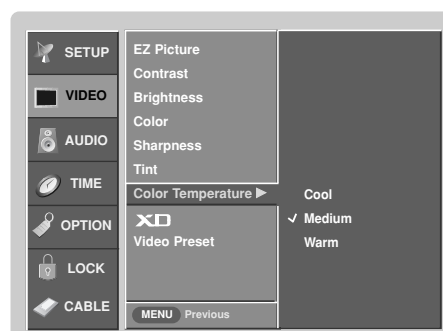 SETUP
VIDEO
AUDIO
TIME
OPTION
LOCK
CABLE
EZ Picture
Contrast
Brightness
Color
Sharpness
Tint
Color Temperature ▶
XD
Video Preset
MENU Previous
Cool
✓ Medium
Warm